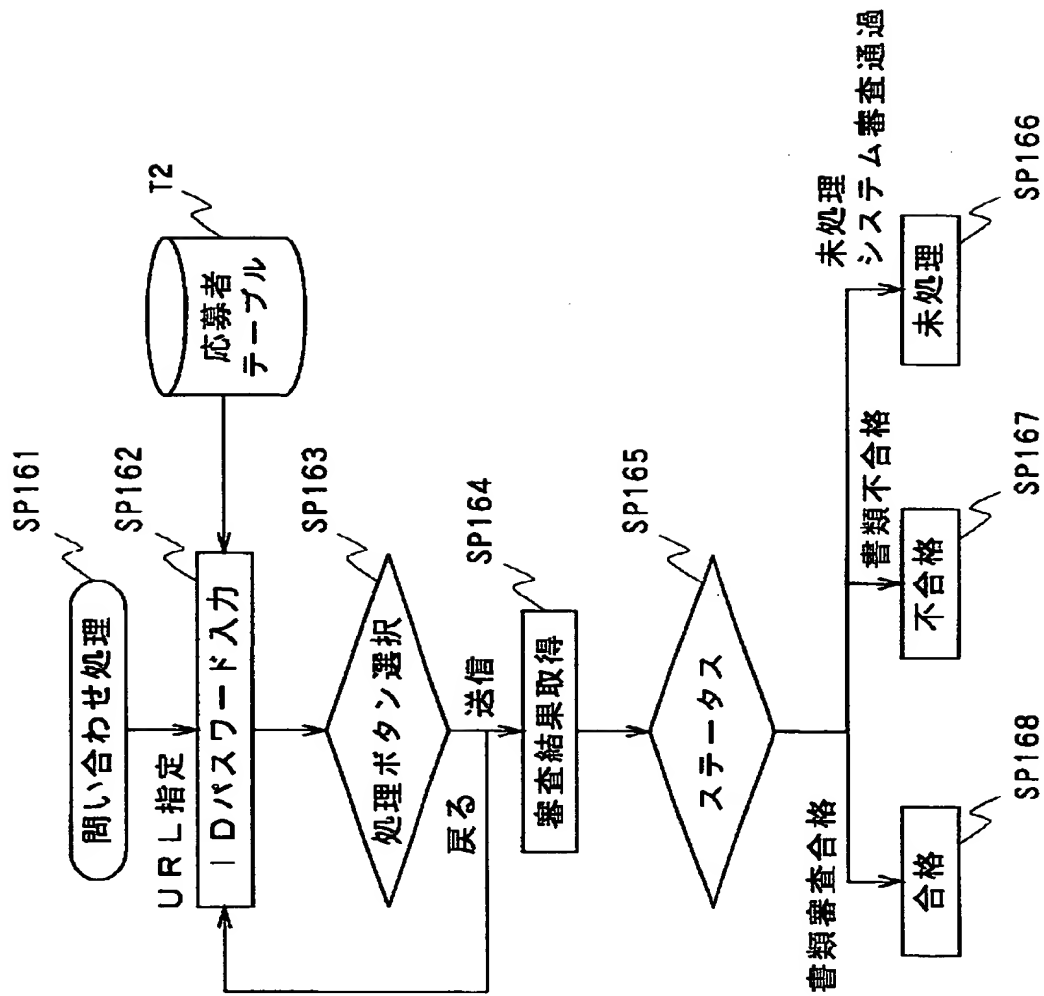 SP161
問い合わせ処理
URL指定
SP162
IDパスワード入力
T2
応募者
テーブル
SP163
処理ボタン選択
戻る
送信
SP164
審査結果取得
SP165
ステータス
書類審査合格
書類不合格
未処理
システム審査通過
合格
SP168
不合格
SP167
未処理
SP166